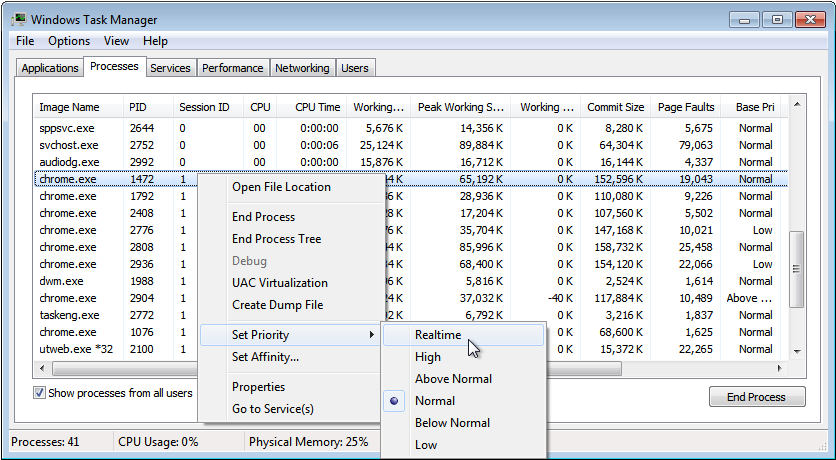 Windows Task Manager
File Options View Help
Applications Processes Services Performance Networking Users
Image Name PID Session ID CPU CPU Time Working... Peak Working S... Working ... Commit Size Page Faults Base Pri
sppsvc.exe 2644 0 00 0:00:00 5,676 K 14,356 K 0 K 8,280 K 5,675 Normal
svchost.exe 2752 0 00 0:00:06 25,124 K 89,884 K 0 K 64,304 K 79,063 Normal
audiodg.exe 2992 0 00 0:00:00 15,876 K 16,712 K 0 K 16,144 K 4,337 Normal
chrome.exe 1472 1 65,192 K 0 K 152,596 K 19,043 Normal
chrome.exe 1792 1 28,936 K 0 K 110,080 K 9,226 Normal
chrome.exe 2408 1 17,204 K 0 K 107,560 K 5,502 Normal
chrome.exe 2776 1 35,704 K 0 K 147,168 K 10,021 Low
chrome.exe 2808 1 85,996 K 0 K 158,732 K 25,458 Normal
chrome.exe 2936 1 68,400 K 0 K 154,120 K 22,066 Low
dwm.exe 1988 1 5,816 K 0 K 2,524 K 1,614 Normal
chrome.exe 2904 1 37,032 K -40 K 117,884 K 10,489 Above ...
taskeng.exe 2772 1 6,792 K 0 K 3,216 K 1,837 Normal
chrome.exe 1076 1 0 K 68,600 K 1,625 Normal
utweb.exe *32 2100 1 0 K 15,372 K 22,265 Normal
Open File Location
End Process
End Process Tree
Debug
UAC Virtualization
Create Dump File
Set Priority
Set Affinity...
Properties
Go to Service(s)
Realtime
High
Above Normal
Normal
Below Normal
Low
Show processes from all users
End Process
Processes: 41 CPU Usage: 0% Physical Memory: 25%